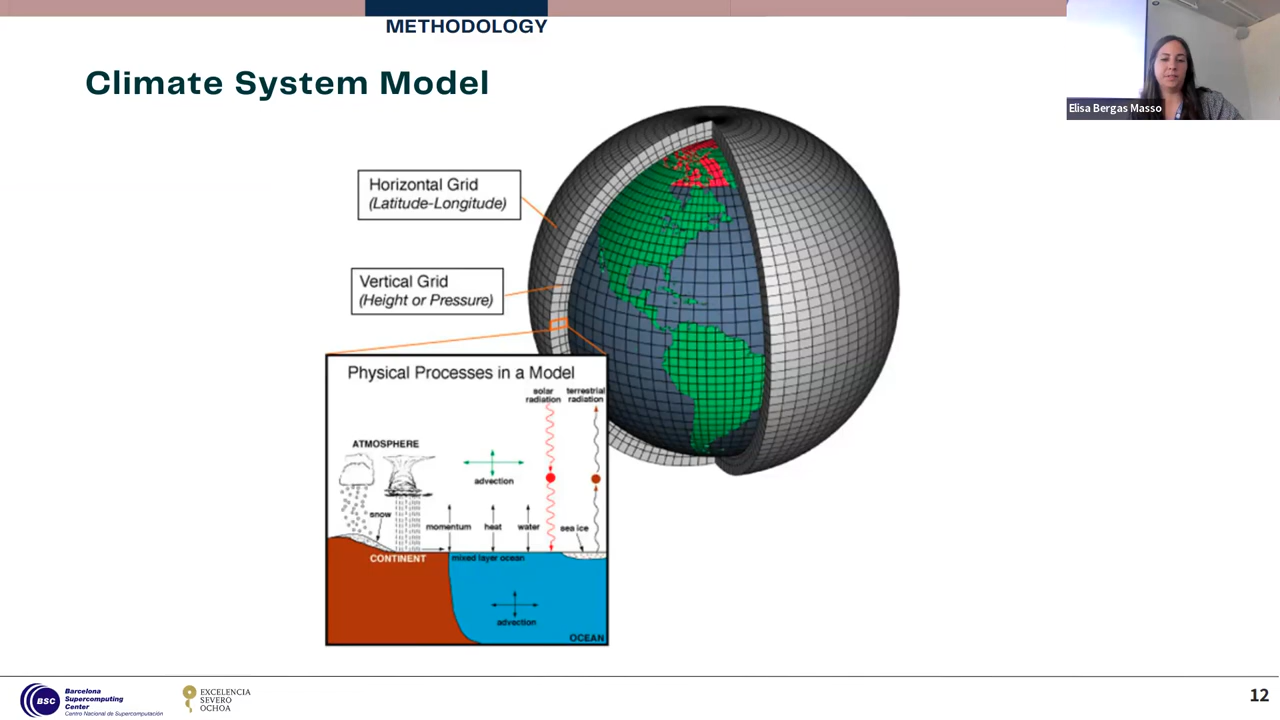 METHODOLOGY
Climate System Model
Elisa Bergas Masso
Horizontal Grid
(Latitude-Longitude)
Vertical Grid
(Height or Pressure)
Physical Processes in a Model
solar
radiation
terrestrial
radiation
ATMOSPHERE
advection
snow
momentum
heat
water
sea ice
CONTINENT
mixed layer ocean
advection
OCEAN
BSC
Barcelona
Supercomputing
Center
Centro Nacional de Supercomputación
EXCELENCIA
SEVERO
OCHOA
12